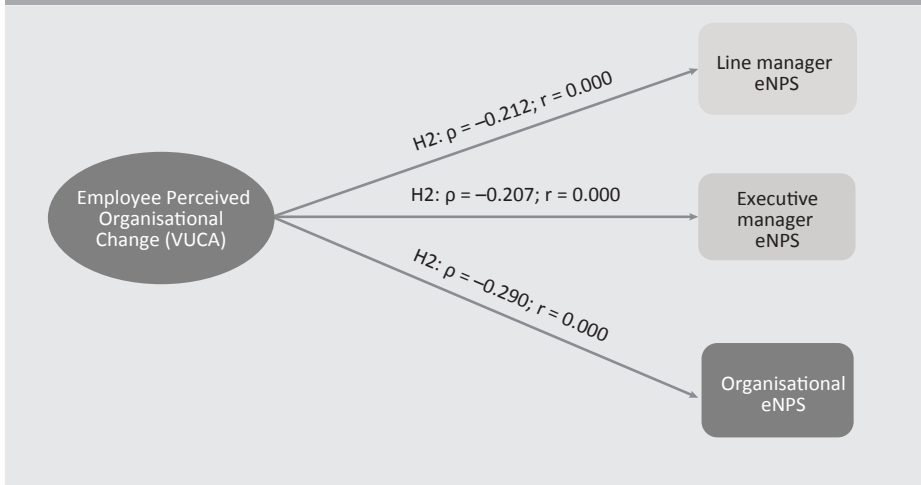 Line manager
eNPS
H2: ρ = –0.212; r = 0.000
Employee Perceived
Organisational
Change (VUCA)
H2: ρ = –0.207; r = 0.000
Executive
manager
eNPS
H2: ρ = –0.290; r = 0.000
Organisational
eNPS